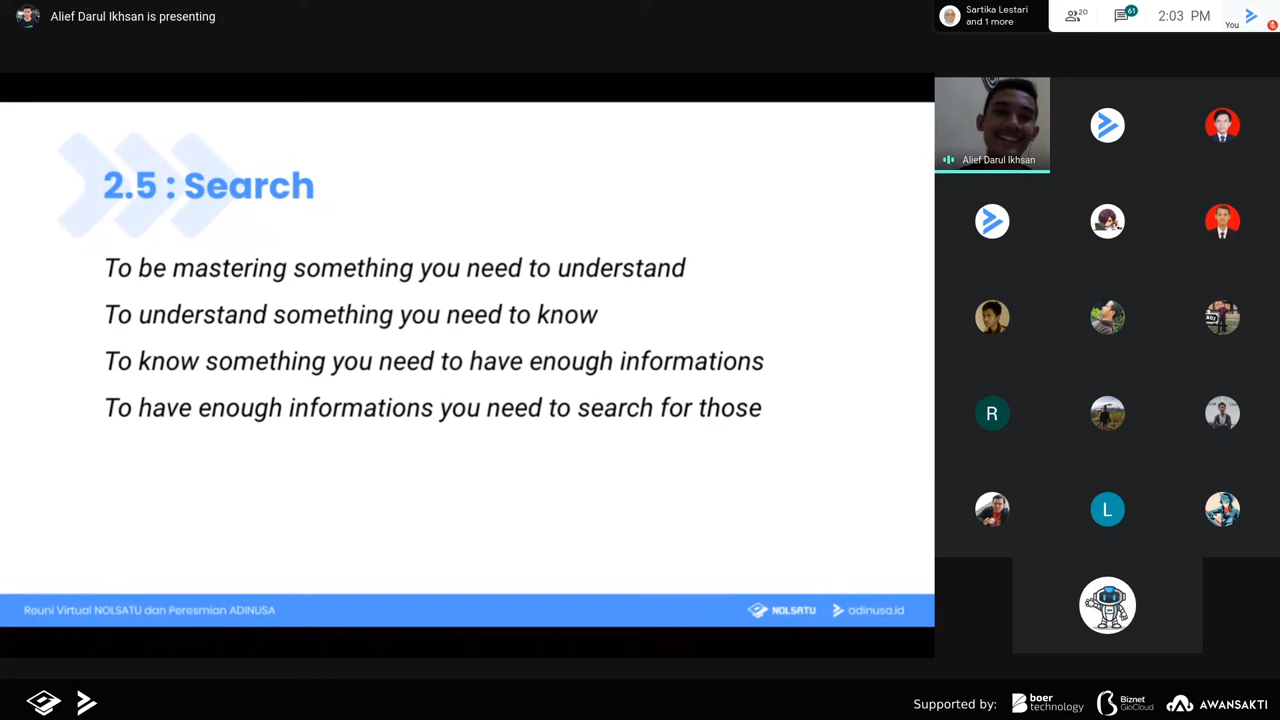 Alief Darul Ikhsan is presenting
Sartika Lestari
and 1 more
20
61
2:03 PM
You
Alief Darul Ikhsan
2.5 : Search
To be mastering something you need to understand
To understand something you need to know
To know something you need to have enough informations
To have enough informations you need to search for those
R
L
Reuni Virtual NOLSATU dan Peresmian ADINUSA
NOLSATU
adinusa.id
Supported by:
boer
technology
Biznet
GioCloud
AWANSAKTI